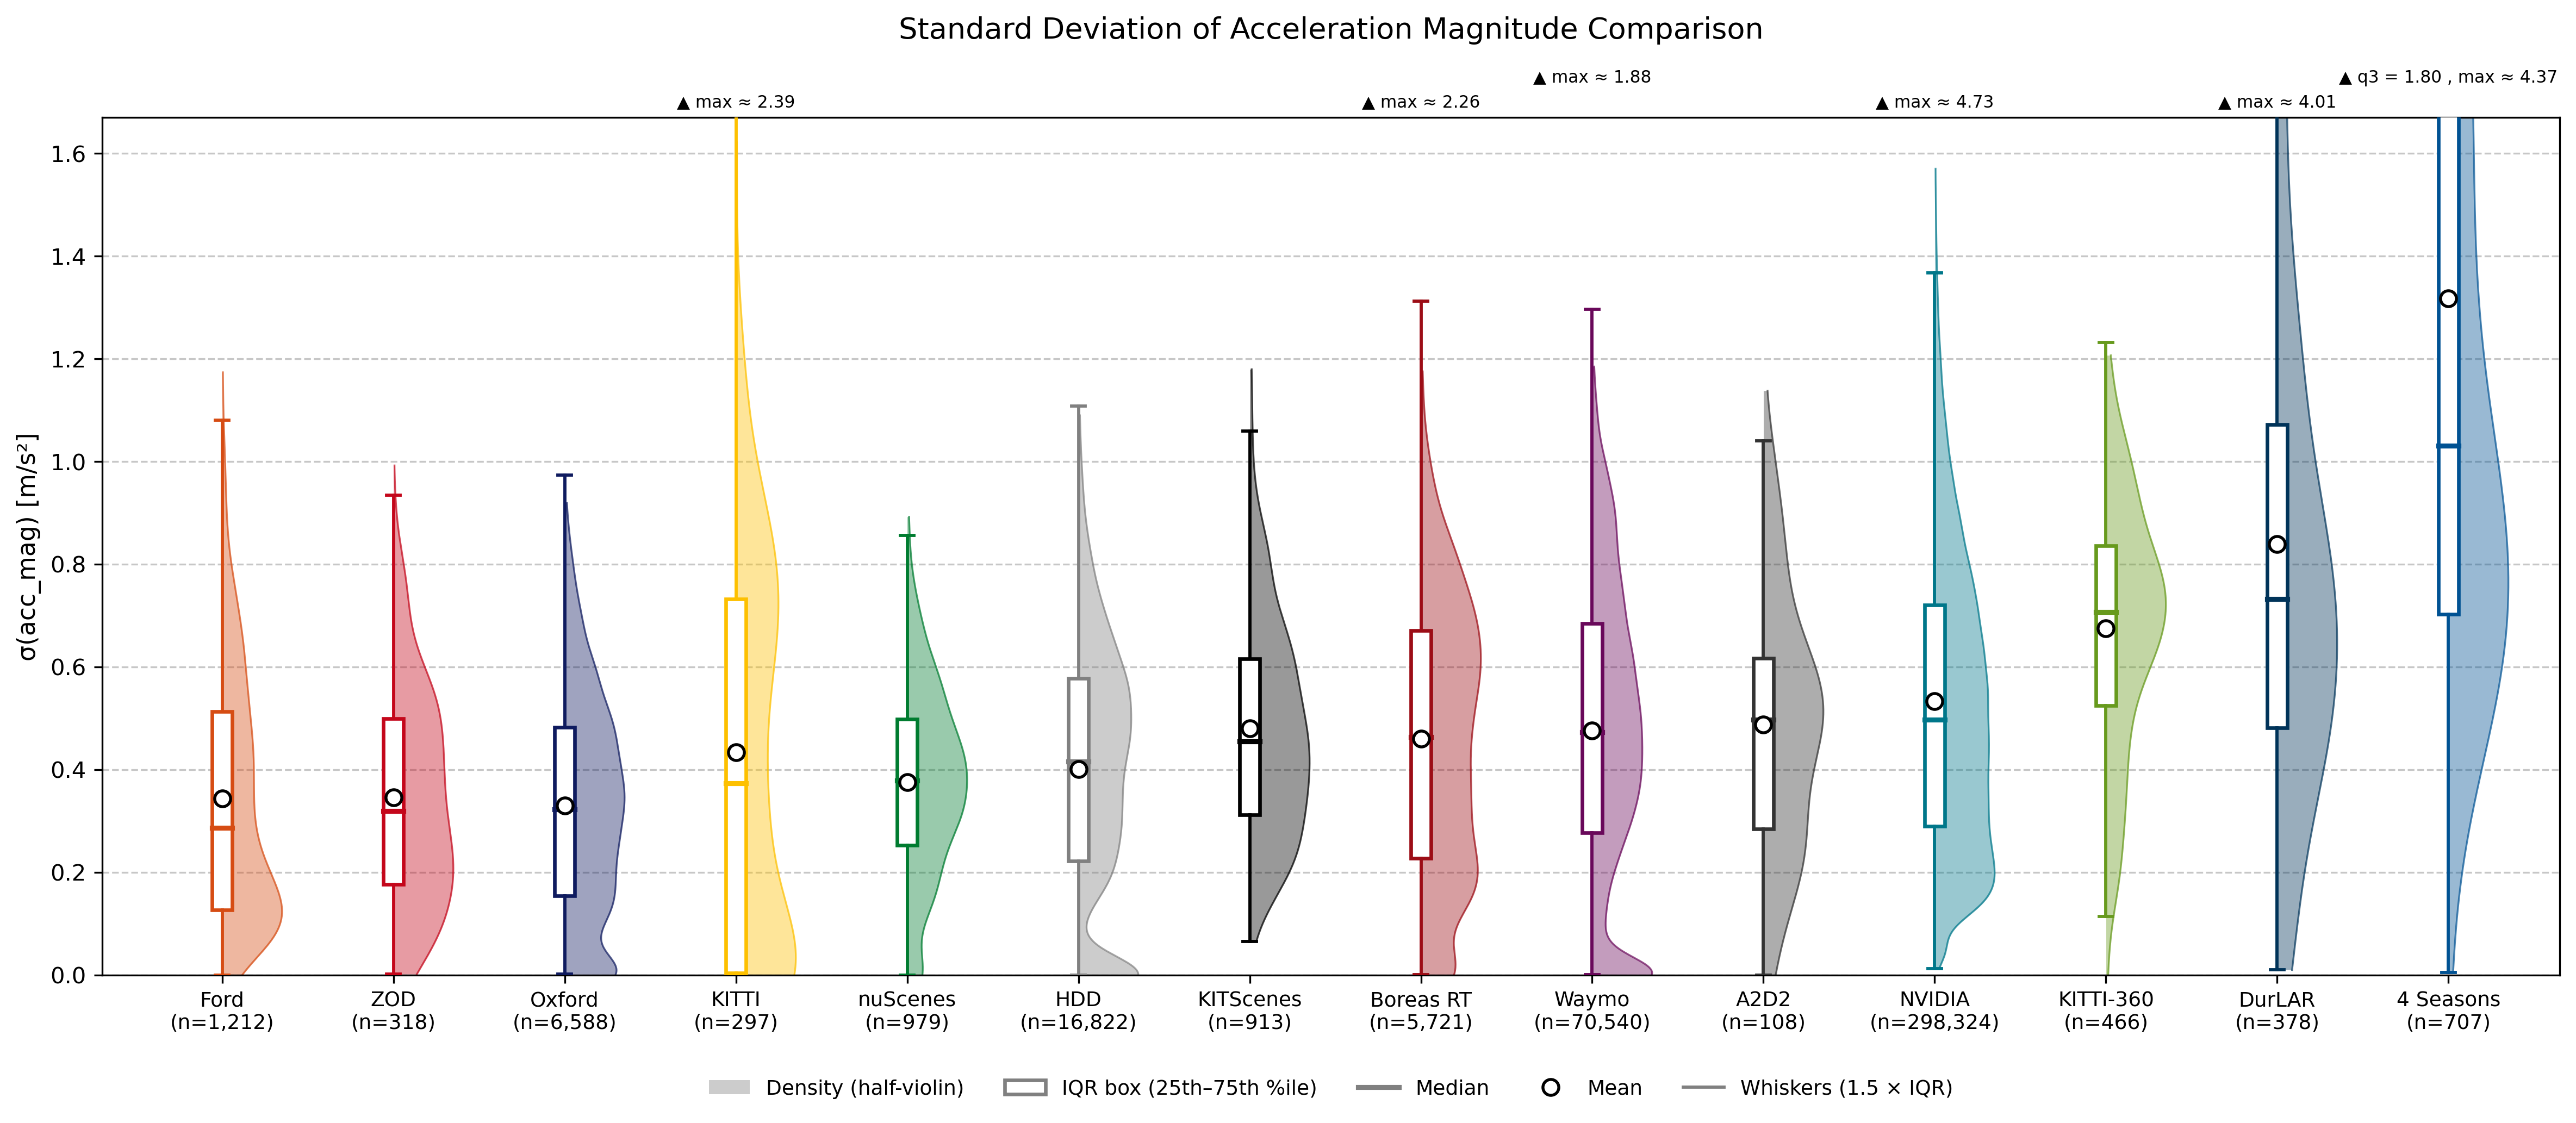 Standard Deviation of Acceleration Magnitude Comparison
▲ max ≈ 1.88
▲ q3 = 1.80 , max ≈ 4.37
▲ max ≈ 2.39
▲ max ≈ 2.26
▲ max ≈ 4.73
▲ max ≈ 4.01
σ(acc_mag) [m/s²]
1.6
1.4
1.2
1.0
0.8
0.6
0.4
0.2
0.0
Ford
(n=1,212)
ZOD
(n=318)
Oxford
(n=6,588)
KITTI
(n=297)
nuScenes
(n=979)
HDD
(n=16,822)
KITScenes
(n=913)
Boreas RT
(n=5,721)
Waymo
(n=70,540)
A2D2
(n=108)
NVIDIA
(n=298,324)
KITTI-360
(n=466)
DurLAR
(n=378)
4 Seasons
(n=707)
Density (half-violin)
IQR box (25th–75th %ile)
Median
Mean
Whiskers (1.5 × IQR)